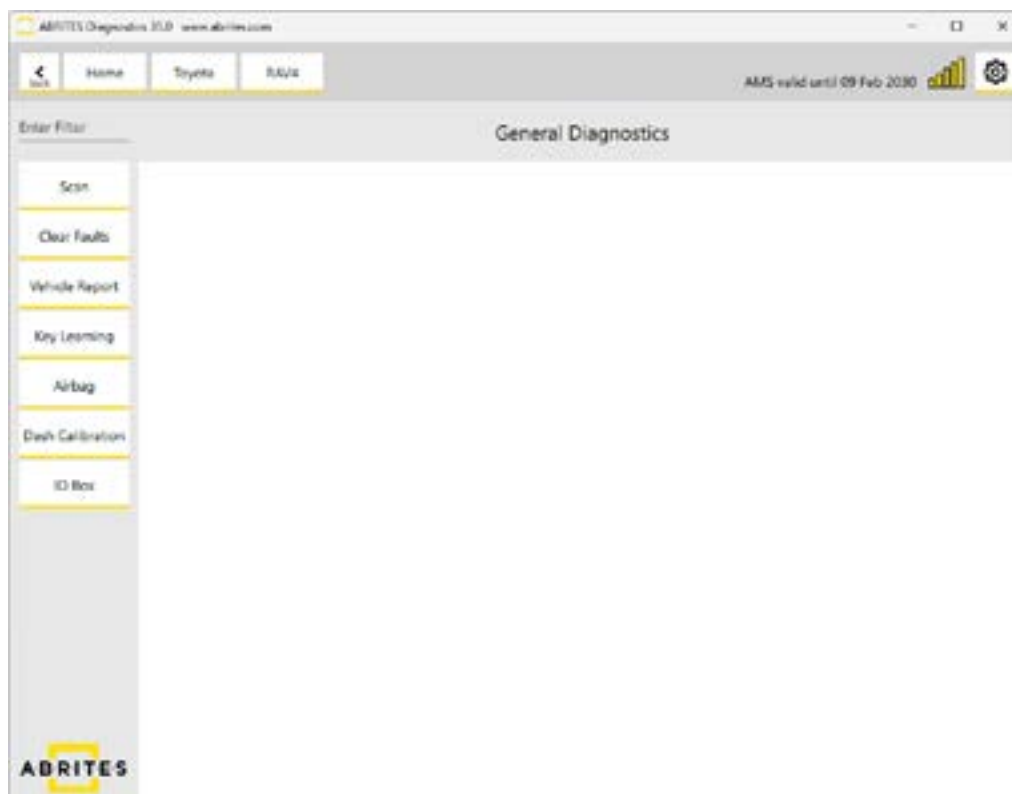 ABRITES Diagnostics www.abrites.com
back
Home
Toyota
RAV4
AMS valid until 09 Feb 2030
Enter Filter
General Diagnostics
Scan
Clear Faults
Vehicle Report
Key Learning
Airbag
Dash Calibration
IO Box
ABRITES